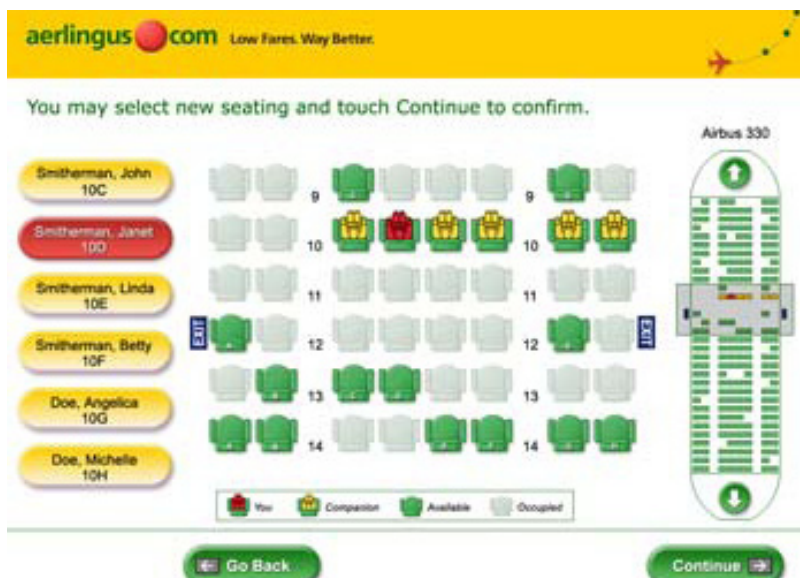 aerlingus com Low Fares. Way Better.
You may select new seating and touch Continue to confirm.
Airbus 330
Smitherman, John
10C
Smitherman, Janet
10D
Smitherman, Linda
10E
Smitherman, Betty
10F
Doe, Angelica
10G
Doe, Michelle
10H
9 9
10 10
11 11
EXIT 12 12 EXIT
13 13
14 14
You Companion Available Occupied
Go Back Continue